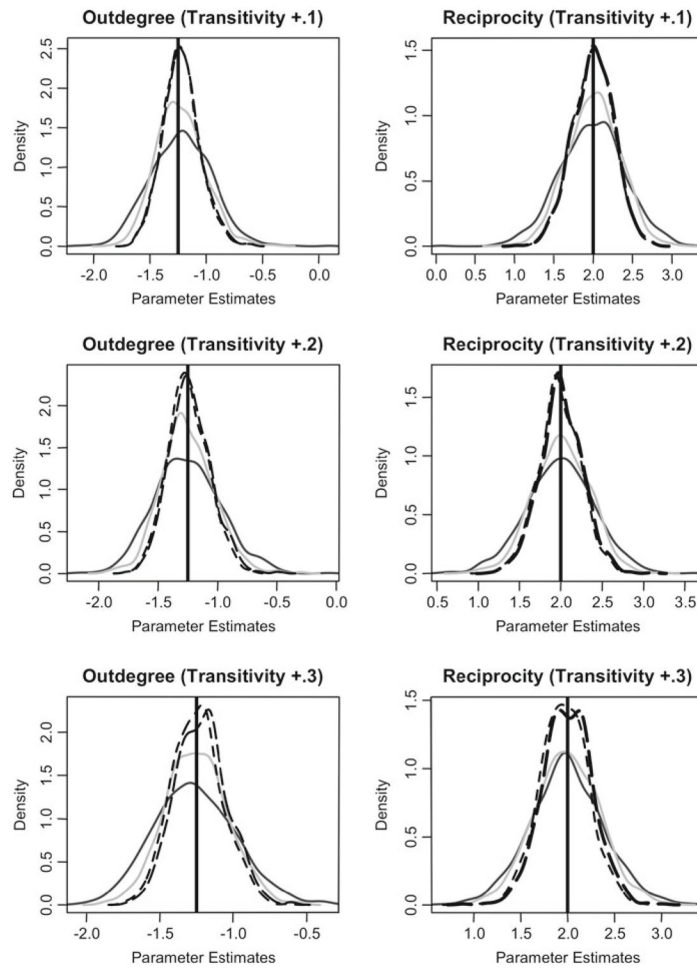 Outdegree (Transitivity +.1)
Density
0.0 0.5 1.0 1.5 2.0 2.5
-2.0 -1.5 -1.0 -0.5 0.0
Parameter Estimates
Reciprocity (Transitivity +.1)
Density
0.0 0.5 1.0 1.5
0.0 0.5 1.0 1.5 2.0 2.5 3.0
Parameter Estimates
Outdegree (Transitivity +.2)
Density
0.0 0.5 1.0 1.5 2.0
-2.0 -1.5 -1.0 -0.5 0.0
Parameter Estimates
Reciprocity (Transitivity +.2)
Density
0.0 0.5 1.0 1.5
0.5 1.0 1.5 2.0 2.5 3.0 3.5
Parameter Estimates
Outdegree (Transitivity +.3)
Density
0.0 0.5 1.0 1.5 2.0
-2.0 -1.5 -1.0 -0.5
Parameter Estimates
Reciprocity (Transitivity +.3)
Density
0.0 0.5 1.0 1.5
1.0 1.5 2.0 2.5 3.0
Parameter Estimates